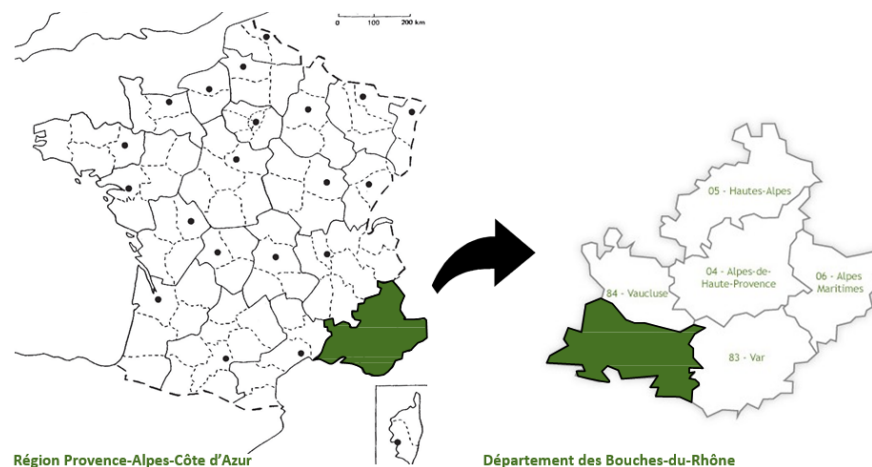 0 100 200 km
05 - Hautes-Alpes
04 - Alpes-de-
Haute-Provence
06 - Alpes
Maritimes
84 - Vaucluse
83 - Var
Région Provence-Alpes-Côte d'Azur
Département des Bouches-du-Rhône